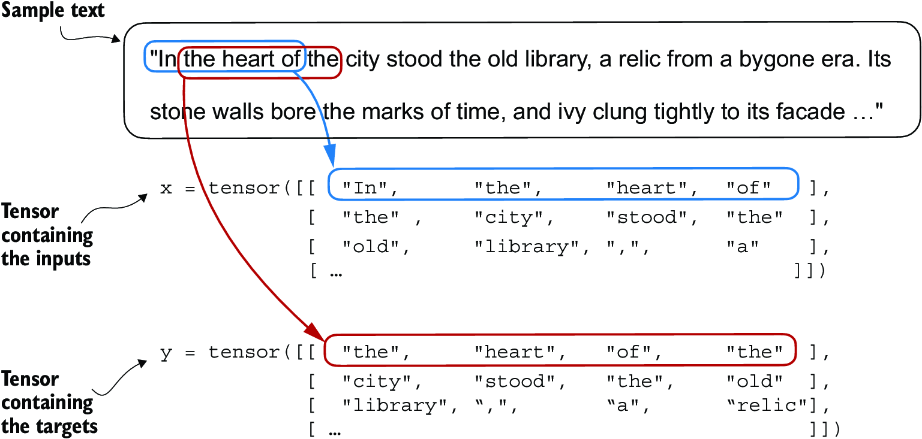 Sample text
"In the heart of the city stood the old library, a relic from a bygone era. Its
stone walls bore the marks of time, and ivy clung tightly to its facade …"
x = tensor([[ "In", "the", "heart", "of" ],
[ "the" , "city", "stood", "the" ],
[ "old", "library", ",", "a" ],
[ … ]])
Tensor
containing
the inputs
y = tensor([[ "the", "heart", "of", "the" ],
[ "city", "stood", "the", "old" ],
[ "library", “,", “a", “relic"],
[ … ]])
Tensor
containing
the targets